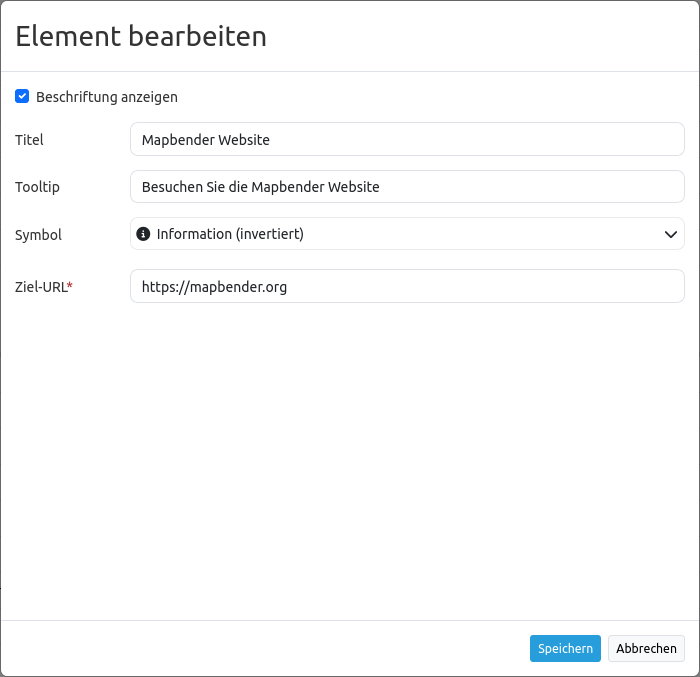 Element bearbeiten
Beschriftung anzeigen
Titel Mapbender Website
Tooltip Besuchen Sie die Mapbender Website
Symbol Information (invertiert)
Ziel-URL* https://mapbender.org
Speichern Abbrechen